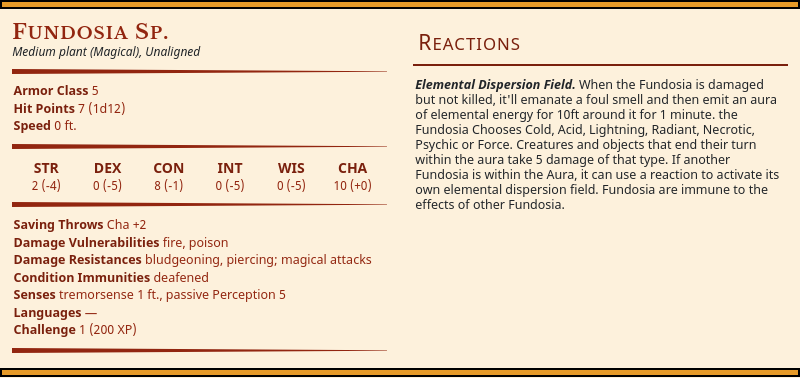 Fundosia Sp.
Medium plant (Magical), Unaligned
Armor Class 5
Hit Points 7 (1d12)
Speed 0 ft.
STR DEX CON INT WIS CHA
2 (-4) 0 (-5) 8 (-1) 0 (-5) 0 (-5) 10 (+0)
Saving Throws Cha +2
Damage Vulnerabilities fire, poison
Damage Resistances bludgeoning, piercing; magical attacks
Condition Immunities deafened
Senses tremorsense 1 ft., passive Perception 5
Languages —
Challenge 1 (200 XP)
Reactions
Elemental Dispersion Field. When the Fundosia is damaged
but not killed, it'll emanate a foul smell and then emit an aura
of elemental energy for 10ft around it for 1 minute. the
Fundosia Chooses Cold, Acid, Lightning, Radiant, Necrotic,
Psychic or Force. Creatures and objects that end their turn
within the aura take 5 damage of that type. If another
Fundosia is within the Aura, it can use a reaction to activate its
own elemental dispersion field. Fundosia are immune to the
effects of other Fundosia.